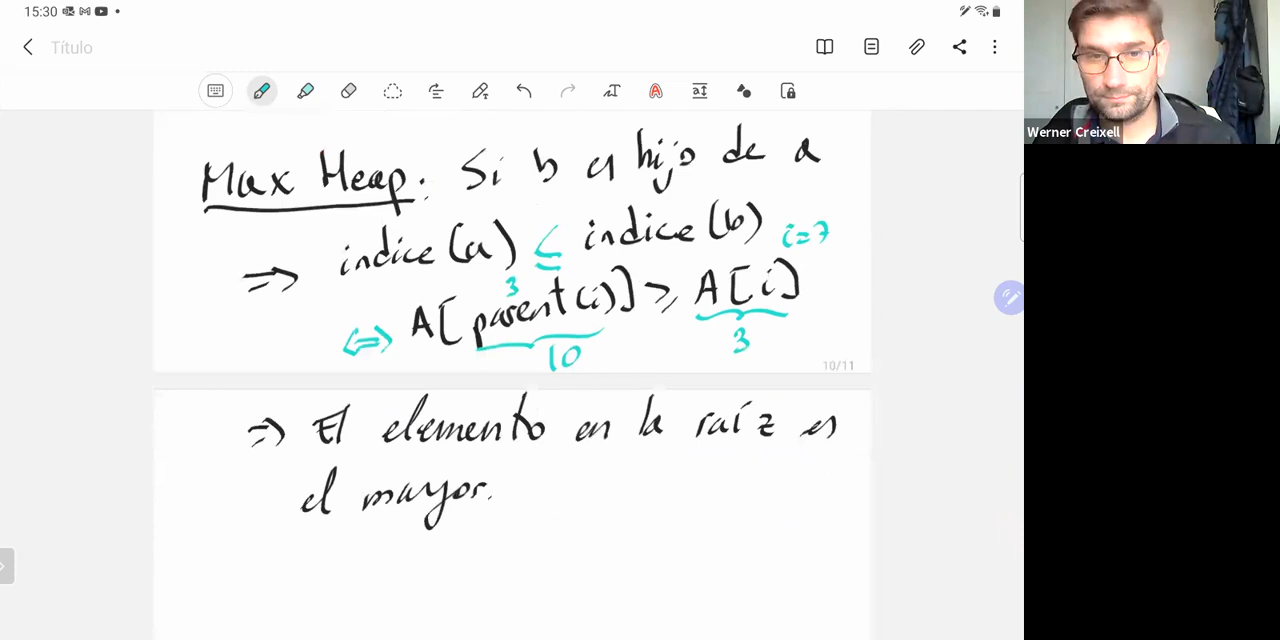 15:30
Título
Werner Creixell
Max Heap: Si b es hijo de a
⇒ indice(a) ≤ indice(b) i=7
3
⇔ A[parent(i)] ≥ A[i]
10 3
10/11
⇒ El elemento en la raíz es
el mayor.